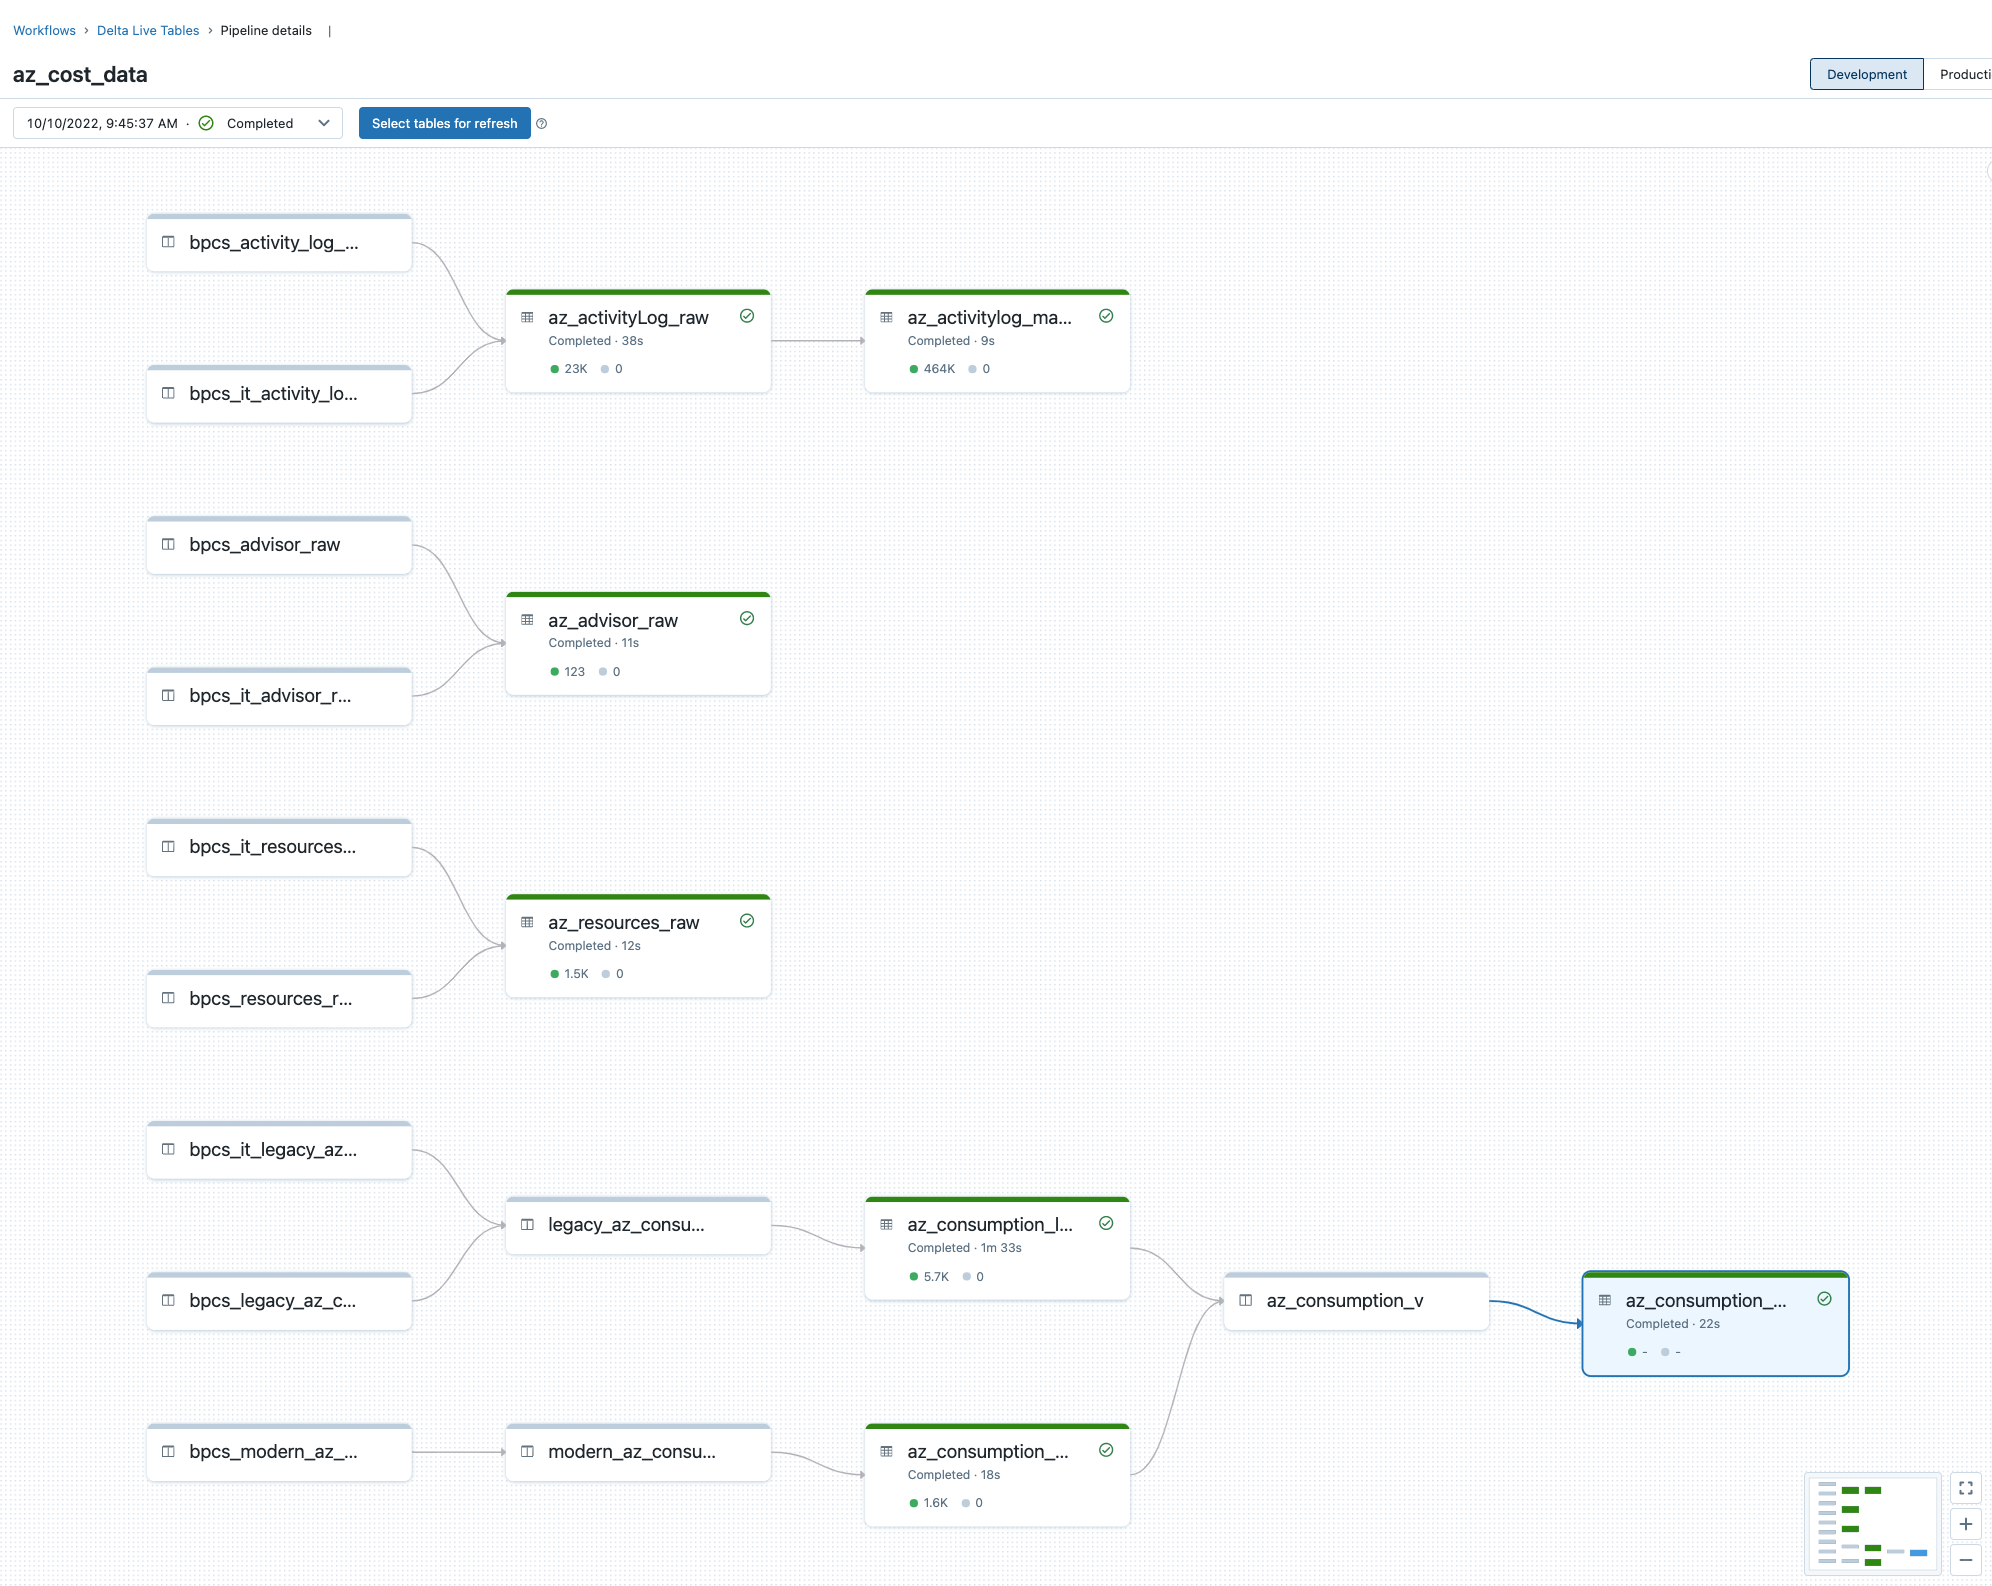 Workflows › Delta Live Tables › Pipeline details |
az_cost_data
Development Producti
10/10/2022, 9:45:37 AM · Completed
Select tables for refresh
bpcs_activity_log_...
bpcs_it_activity_lo...
az_activityLog_raw
Completed · 38s
23K 0
az_activitylog_ma...
Completed · 9s
464K 0
bpcs_advisor_raw
bpcs_it_advisor_r...
az_advisor_raw
Completed · 11s
123 0
bpcs_it_resources...
bpcs_resources_r...
az_resources_raw
Completed · 12s
1.5K 0
bpcs_it_legacy_az...
bpcs_legacy_az_c...
legacy_az_consu...
az_consumption_l...
Completed · 1m 33s
5.7K 0
az_consumption_v
az_consumption_...
Completed · 22s
- -
bpcs_modern_az_...
modern_az_consu...
az_consumption_...
Completed · 18s
1.6K 0